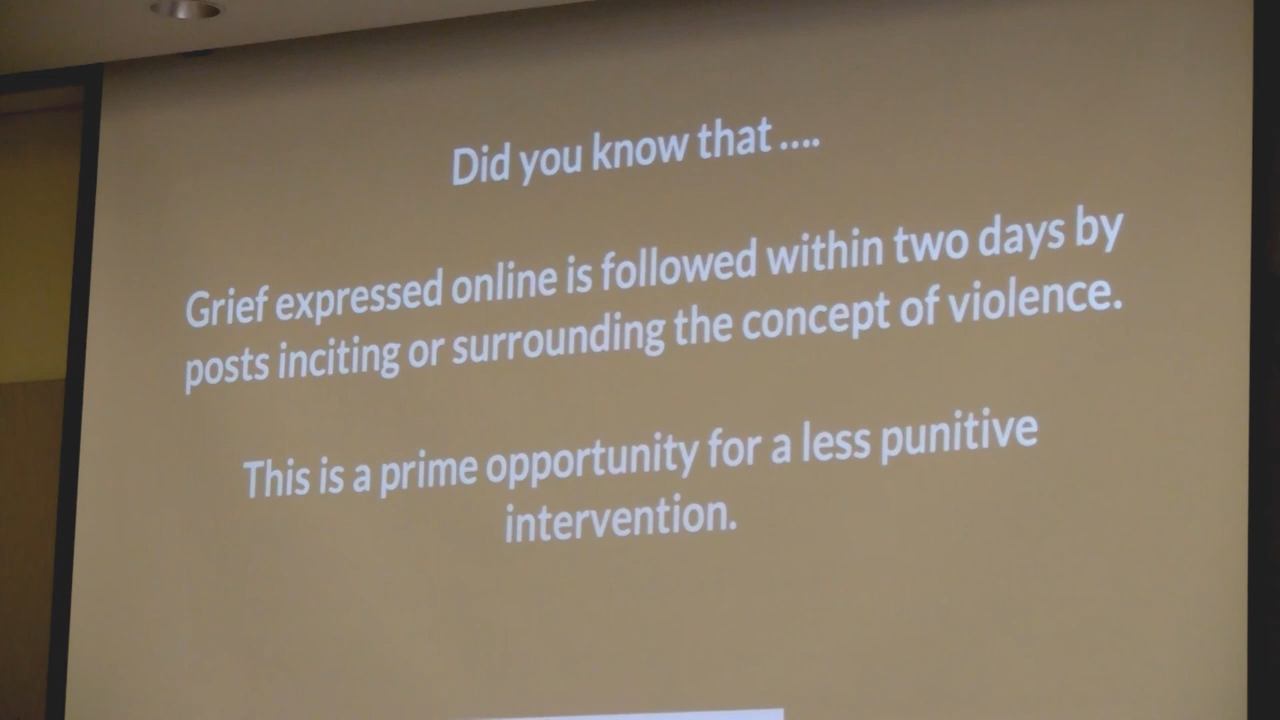 Did you know that ....
Grief expressed online is followed within two days by
posts inciting or surrounding the concept of violence.
This is a prime opportunity for a less punitive
intervention.